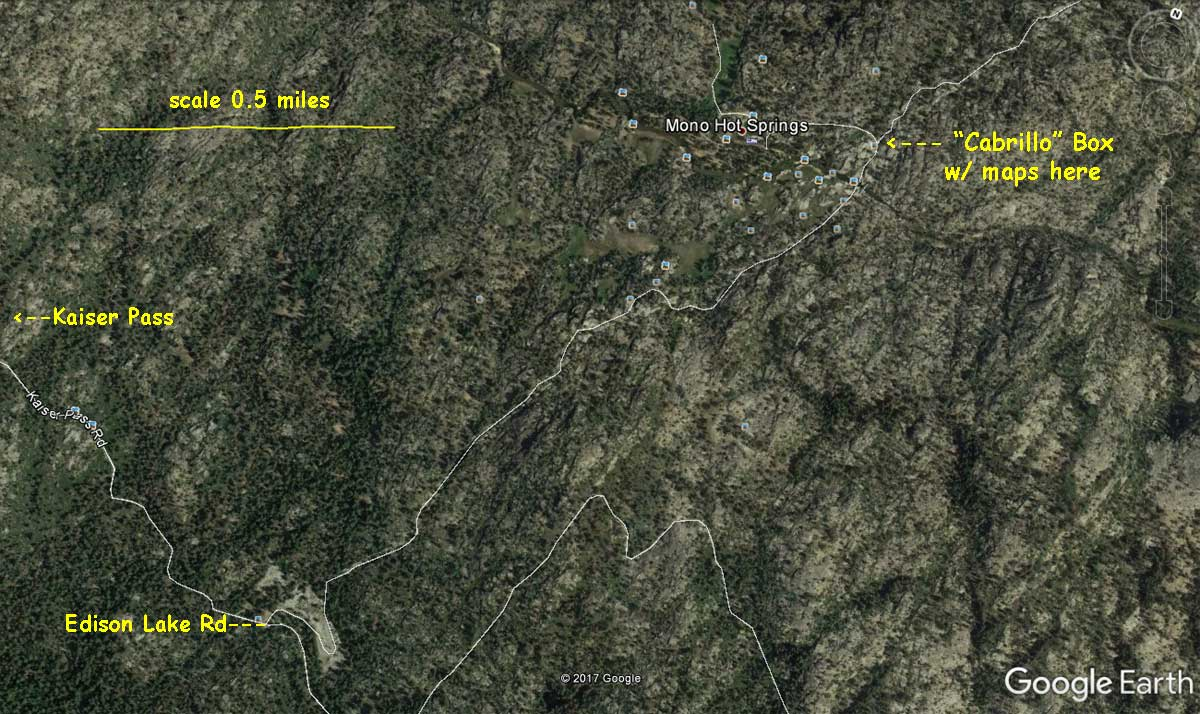 N
scale 0.5 miles
Mono Hot Springs
<--- “Cabrillo” Box
w/ maps here
<--Kaiser Pass
Kaiser Pass Rd
Edison Lake Rd---
© 2017 Google
Google Earth